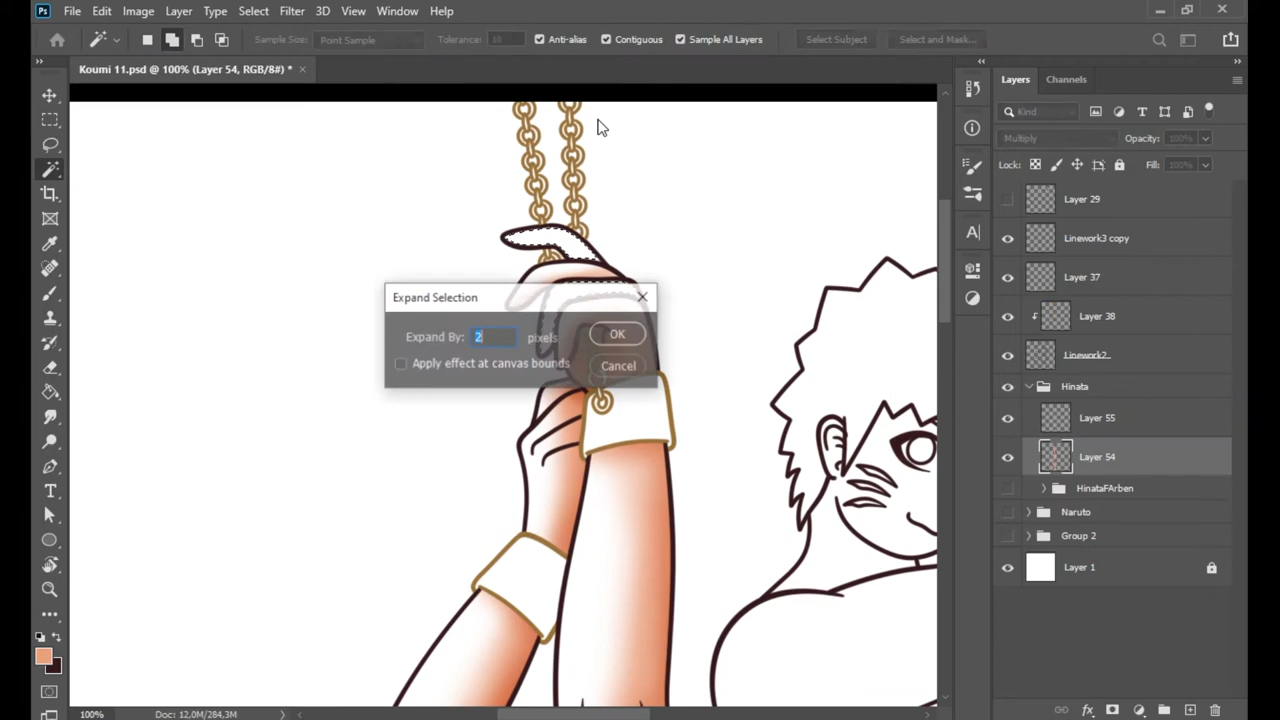 Ps File Edit Image Layer Type Select Filter 3D View Window Help
Sample Size: Point Sample Tolerance: 10 Anti-alias Contiguous Sample All Layers Select Subject Select and Mask...
Koumi 11.psd @ 100% (Layer 54, RGB/8#) *
Layers Channels
Kind
Multiply Opacity: 100%
Lock: Fill: 100%
Layer 29
Linework3 copy
Layer 37
Layer 38
Linework2
Hinata
Layer 55
Layer 54
HinataFArben
Naruto
Group 2
Layer 1
Expand Selection
Expand By: 2 pixels OK
Apply effect at canvas bounds Cancel
100% Doc: 12,0M/284,3M